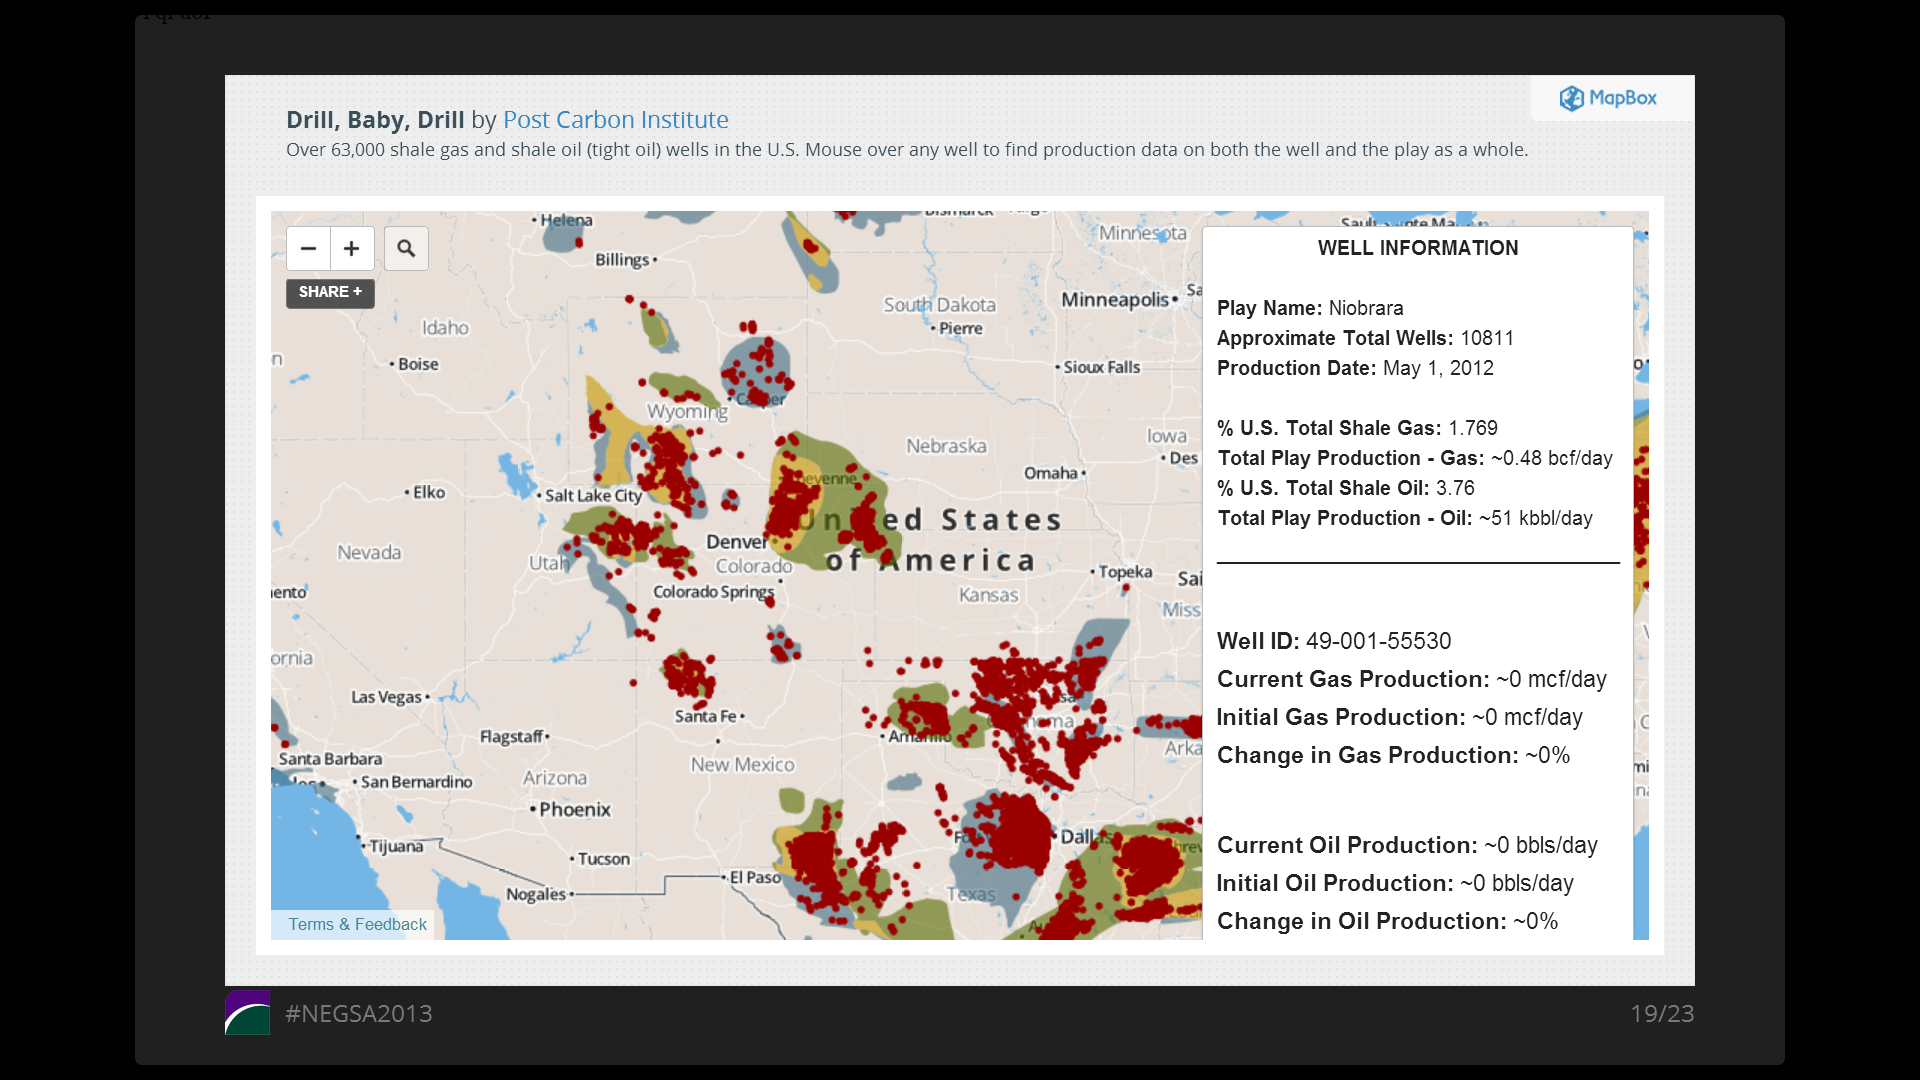 MapBox
Drill, Baby, Drill by Post Carbon Institute
Over 63,000 shale gas and shale oil (tight oil) wells in the U.S. Mouse over any well to find production data on both the well and the play as a whole.
SHARE +
Helena
Billings
Minnesota
Minneapolis
South Dakota
Pierre
Idaho
Boise
Sioux Falls
Wyoming
Nebraska
Iowa
Des
Omaha
Elko
Salt Lake City
United States
of America
Nevada
Utah
Denver
Colorado
Topeka
Colorado Springs
Kansas
Las Vegas
Santa Fe
Flagstaff
Amarillo
Santa Barbara
New Mexico
San Bernardino
Arizona
Phoenix
Dallas
Tijuana
Tucson
El Paso
Nogales
Texas
Terms & Feedback
WELL INFORMATION
Play Name: Niobrara
Approximate Total Wells: 10811
Production Date: May 1, 2012
% U.S. Total Shale Gas: 1.769
Total Play Production - Gas: ~0.48 bcf/day
% U.S. Total Shale Oil: 3.76
Total Play Production - Oil: ~51 kbbl/day
Well ID: 49-001-55530
Current Gas Production: ~0 mcf/day
Initial Gas Production: ~0 mcf/day
Change in Gas Production: ~0%
Current Oil Production: ~0 bbls/day
Initial Oil Production: ~0 bbls/day
Change in Oil Production: ~0%
#NEGSA2013
19/23